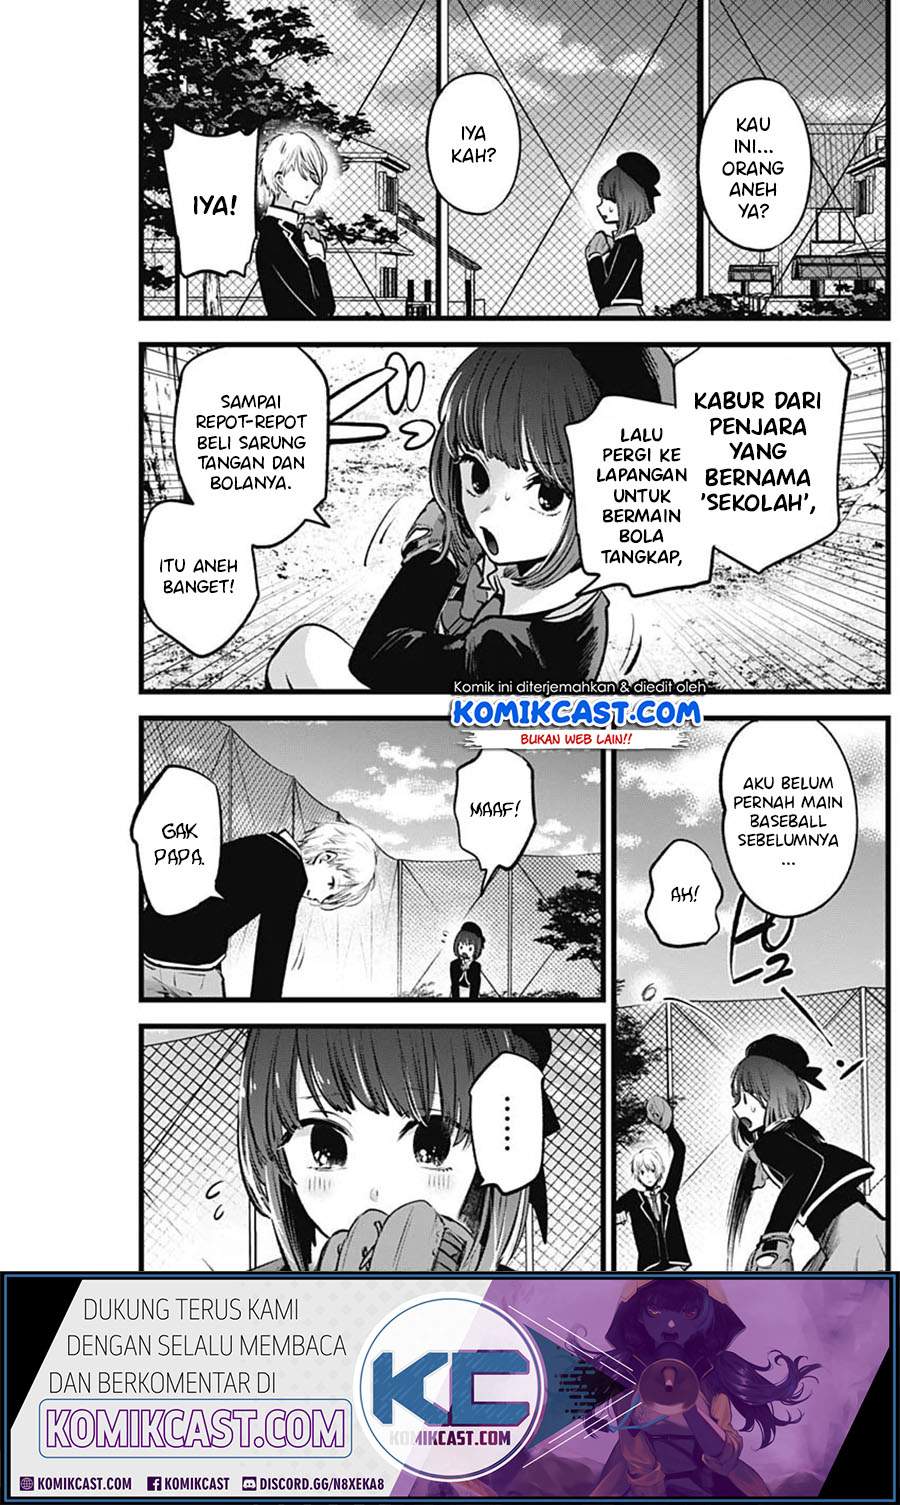 KAU
INI...
ORANG
ANEH
YA?
IYA
KAH?
IYA!
KABUR DARI
PENJARA
YANG
BERNAMA
'SEKOLAH',
LALU
PERGI KE
LAPANGAN
UNTUK
BERMAIN
BOLA
TANGKAP,
SAMPAI
REPOT-REPOT
BELI SARUNG
TANGAN DAN
BOLANYA.
ITU ANEH
BANGET!
Komik ini diterjemahkan & diedit oleh
KOMIKCAST.COM
BUKAN WEB LAIN!!
AKU BELUM
PERNAH MAIN
BASEBALL
SEBELUMNYA
...
AH!
MAAF!
GAK
PAPA.
......
DUKUNG TERUS KAMI
DENGAN SELALU MEMBACA
DAN BERKOMENTAR DI
KOMIKCAST.COM
KC
KOMIKCAST.COM
KOMIKCAST.COM
KOMIKCAST
DISCORD.GG/N8XEKA8